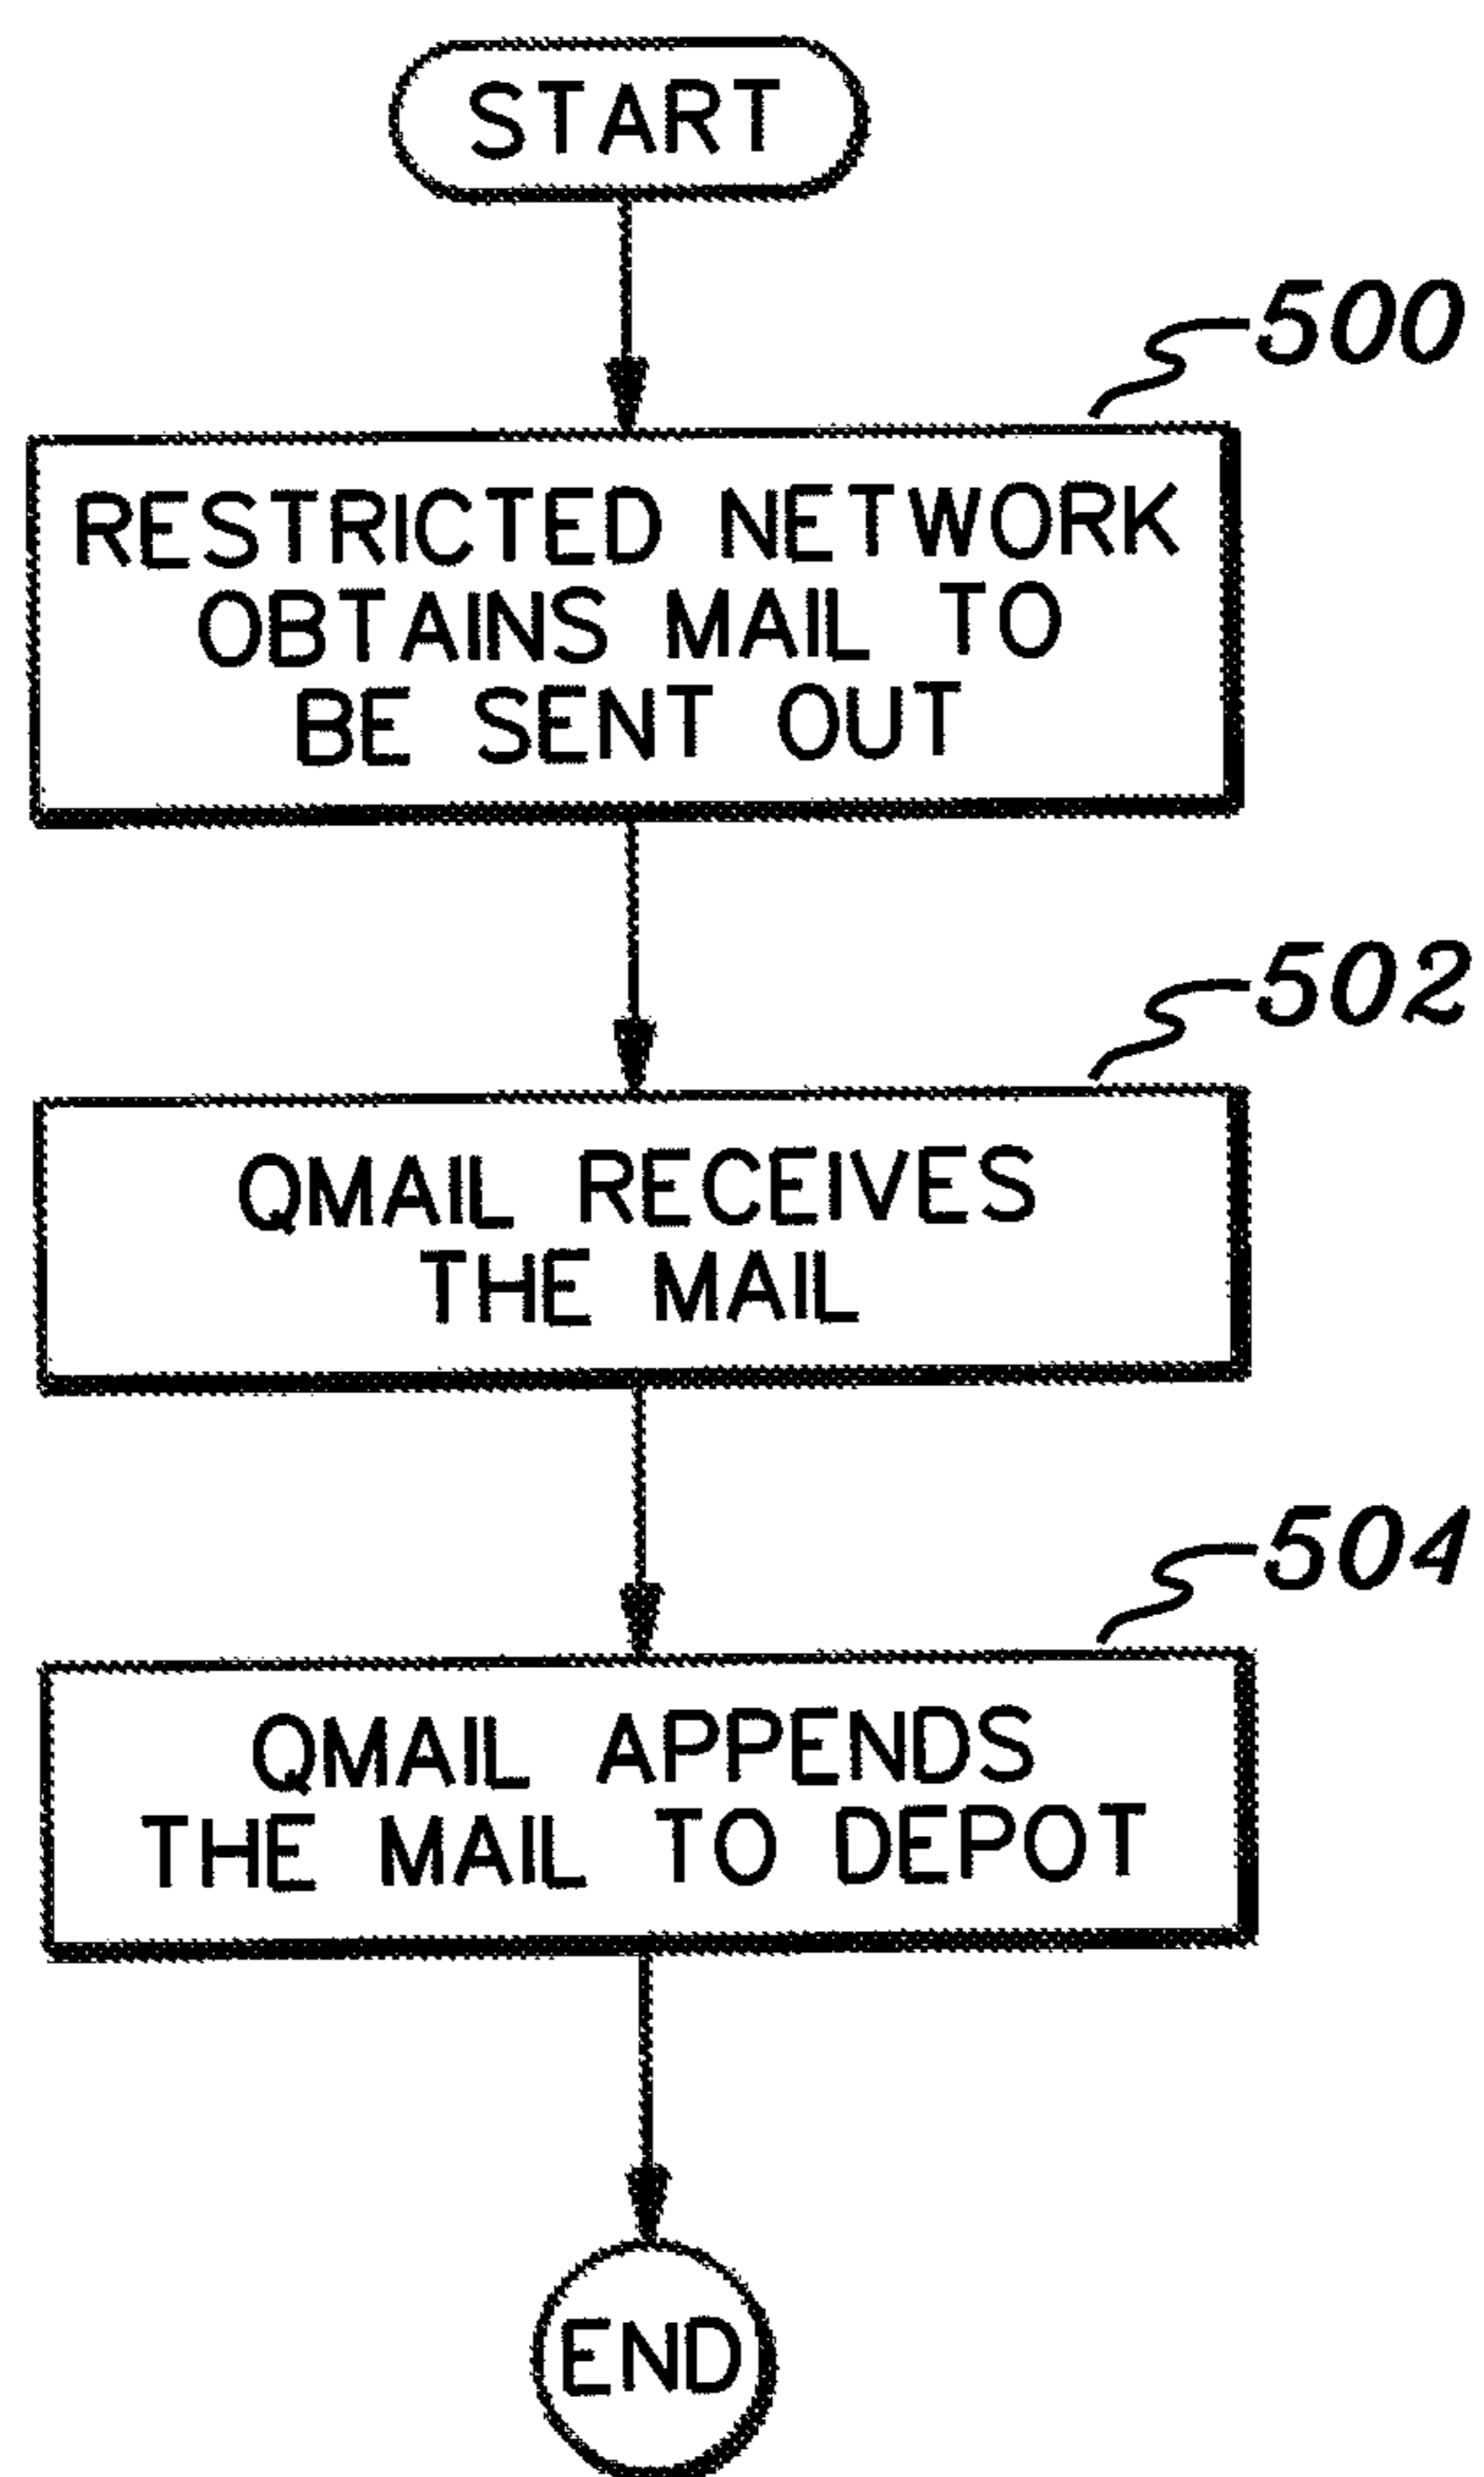 START
500
RESTRICTED NETWORK
OBTAINS MAIL TO
BE SENT OUT
502
QMAIL RECEIVES
THE MAIL
504
QMAIL APPENDS
THE MAIL TO DEPOT
END